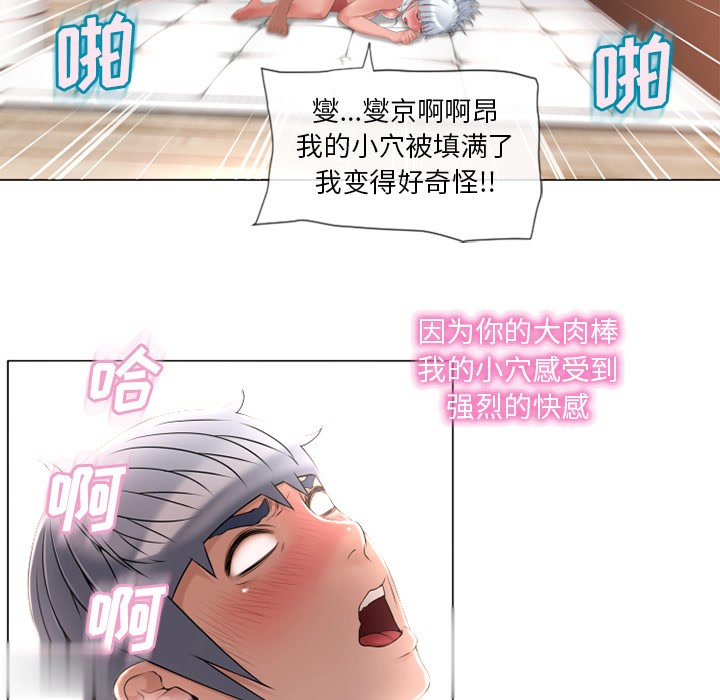 啪
啪
燮...燮京啊啊昂
我的小穴被填满了
我变得好奇怪!!
因为你的大肉棒
我的小穴感受到
强烈的快感
哈
啊
啊